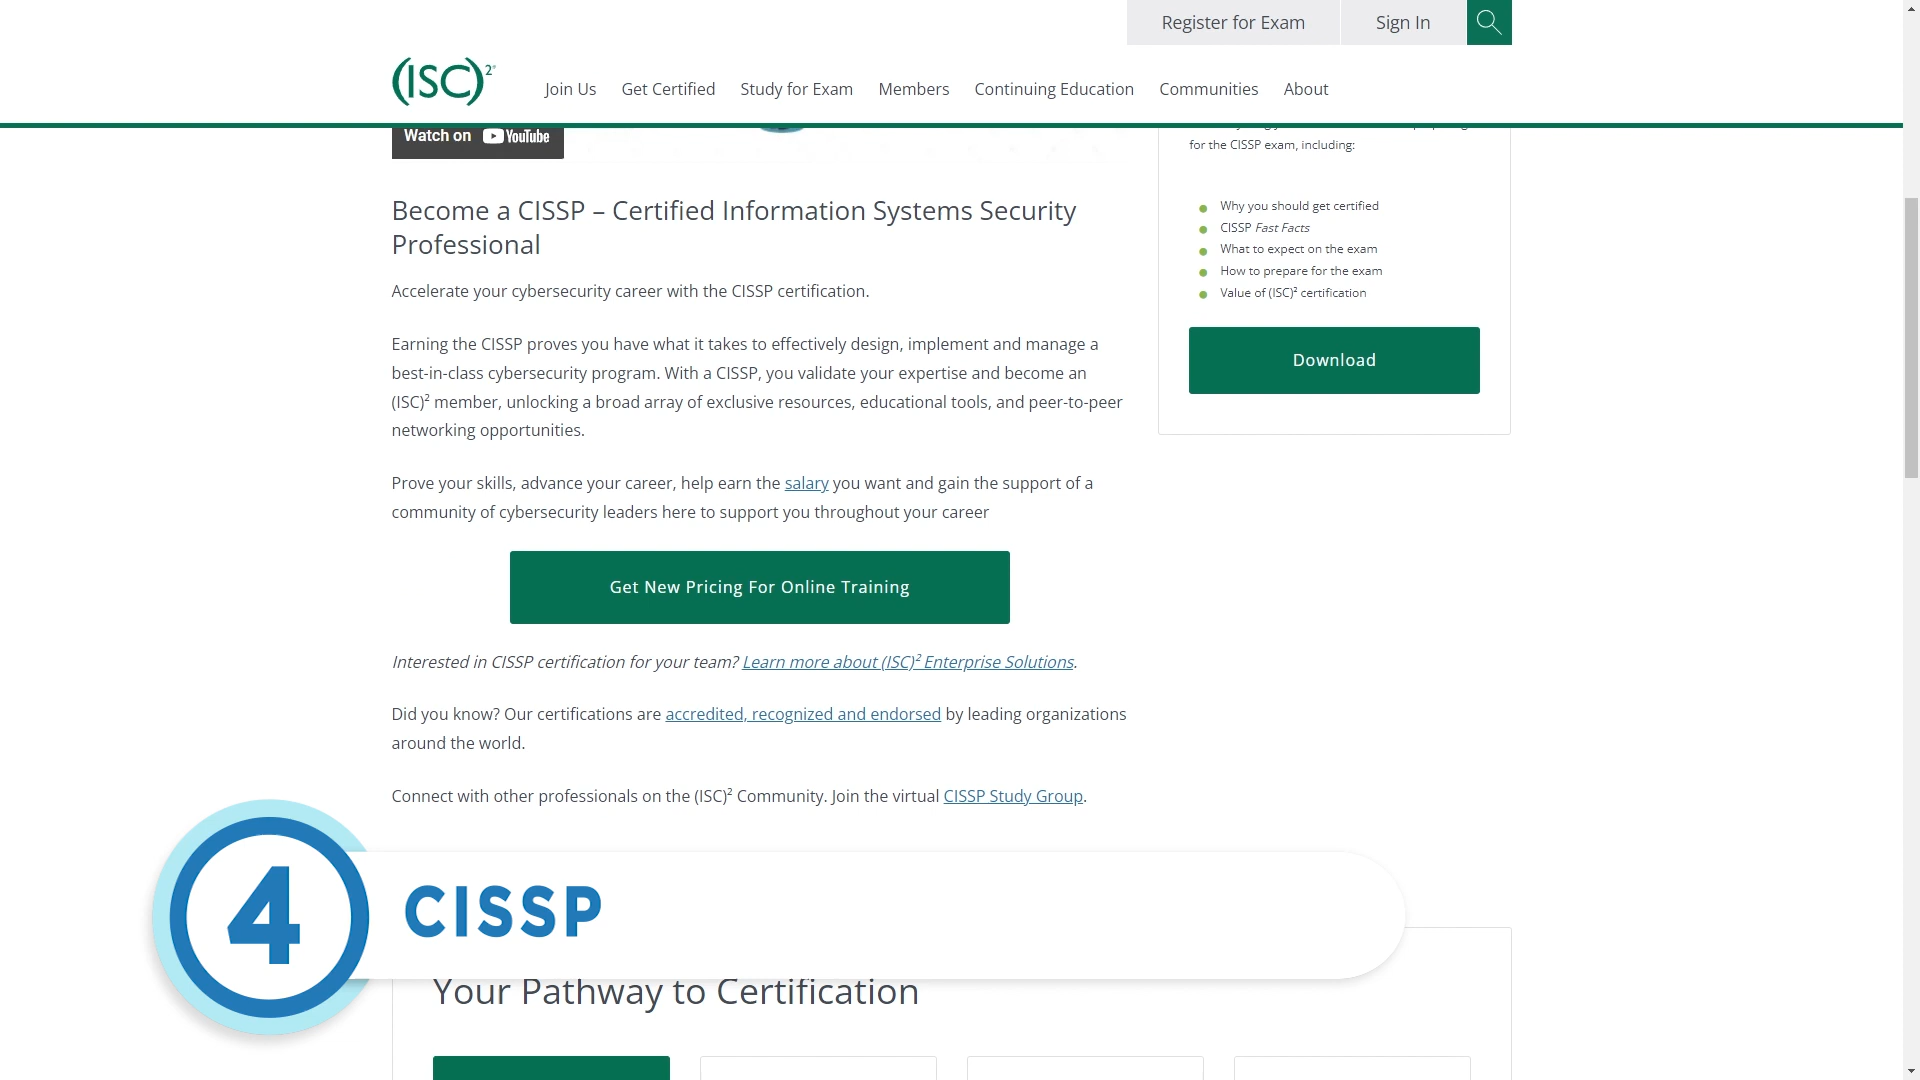 Register for Exam
Sign In
(ISC)²®
Join Us
Get Certified
Study for Exam
Members
Continuing Education
Communities
About
Watch on YouTube
for the CISSP exam, including:
Why you should get certified
CISSP Fast Facts
What to expect on the exam
How to prepare for the exam
Value of (ISC)² certification
Download
Become a CISSP – Certified Information Systems Security
Professional
Accelerate your cybersecurity career with the CISSP certification.
Earning the CISSP proves you have what it takes to effectively design, implement and manage a
best-in-class cybersecurity program. With a CISSP, you validate your expertise and become an
(ISC)² member, unlocking a broad array of exclusive resources, educational tools, and peer-to-peer
networking opportunities.
Prove your skills, advance your career, help earn the salary you want and gain the support of a
community of cybersecurity leaders here to support you throughout your career
Get New Pricing For Online Training
Interested in CISSP certification for your team? Learn more about (ISC)² Enterprise Solutions.
Did you know? Our certifications are accredited, recognized and endorsed by leading organizations
around the world.
Connect with other professionals on the (ISC)² Community. Join the virtual CISSP Study Group.
4
CISSP
Your Pathway to Certification